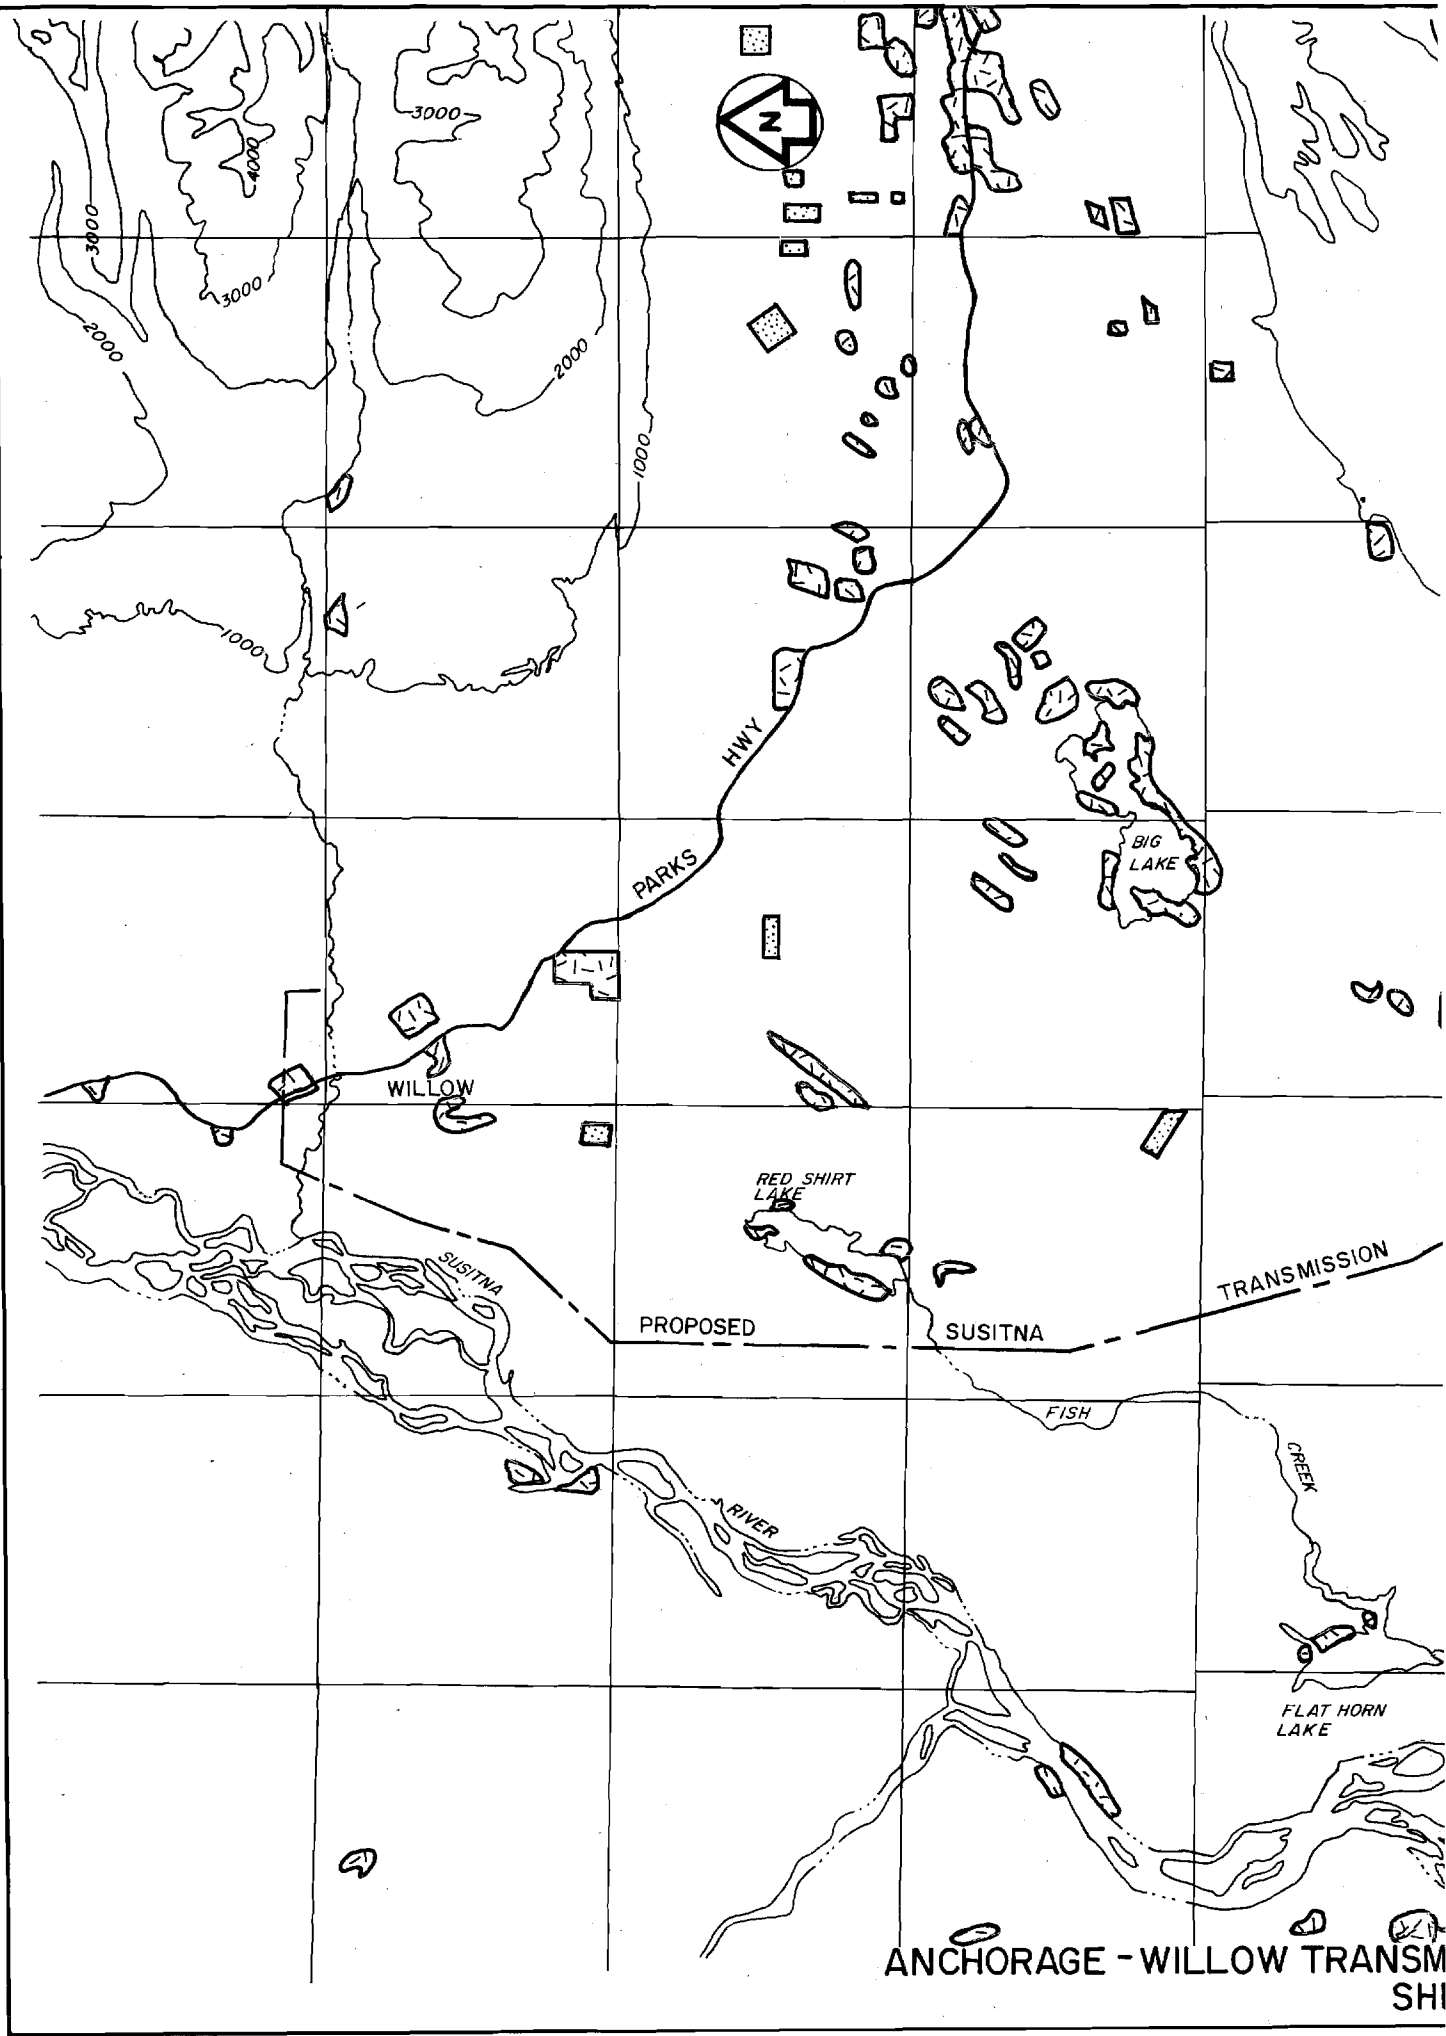 3000
4000
N
3000
3000
2000
2000
1000
1000
HWY
PARKS
BIG
LAKE
WILLOW
RED SHIRT
LAKE
SUSITNA
TRANSMISSION
PROPOSED
SUSITNA
FISH
CREEK
RIVER
FLAT HORN
LAKE
ANCHORAGE - WILLOW TRANSM
SHI